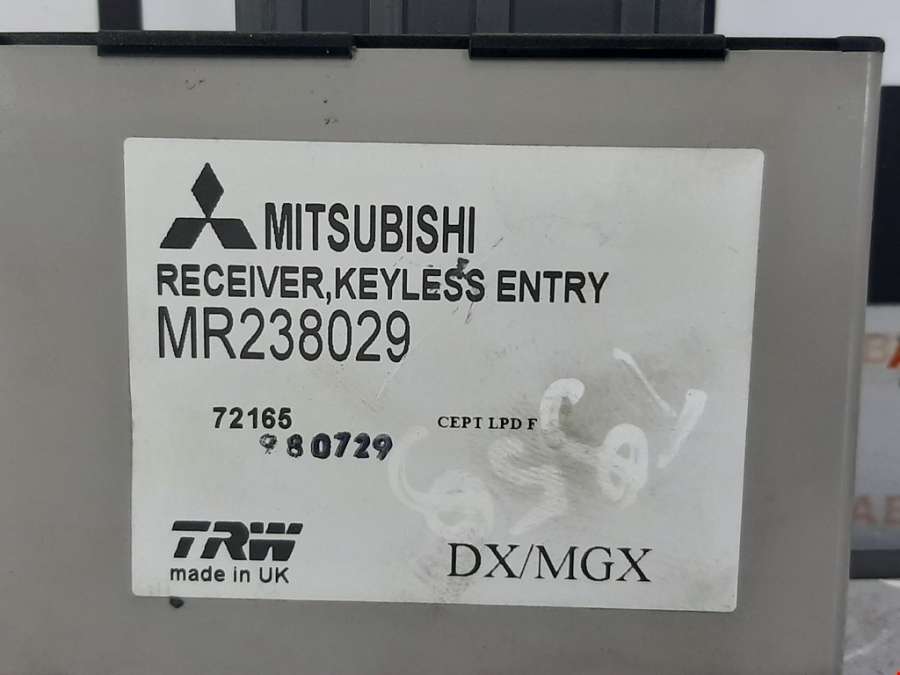 MITSUBISHI
RECEIVER,KEYLESS ENTRY
MR238029
72165
980729
CEPT LPD F
TRW
made in UK
DX/MGX